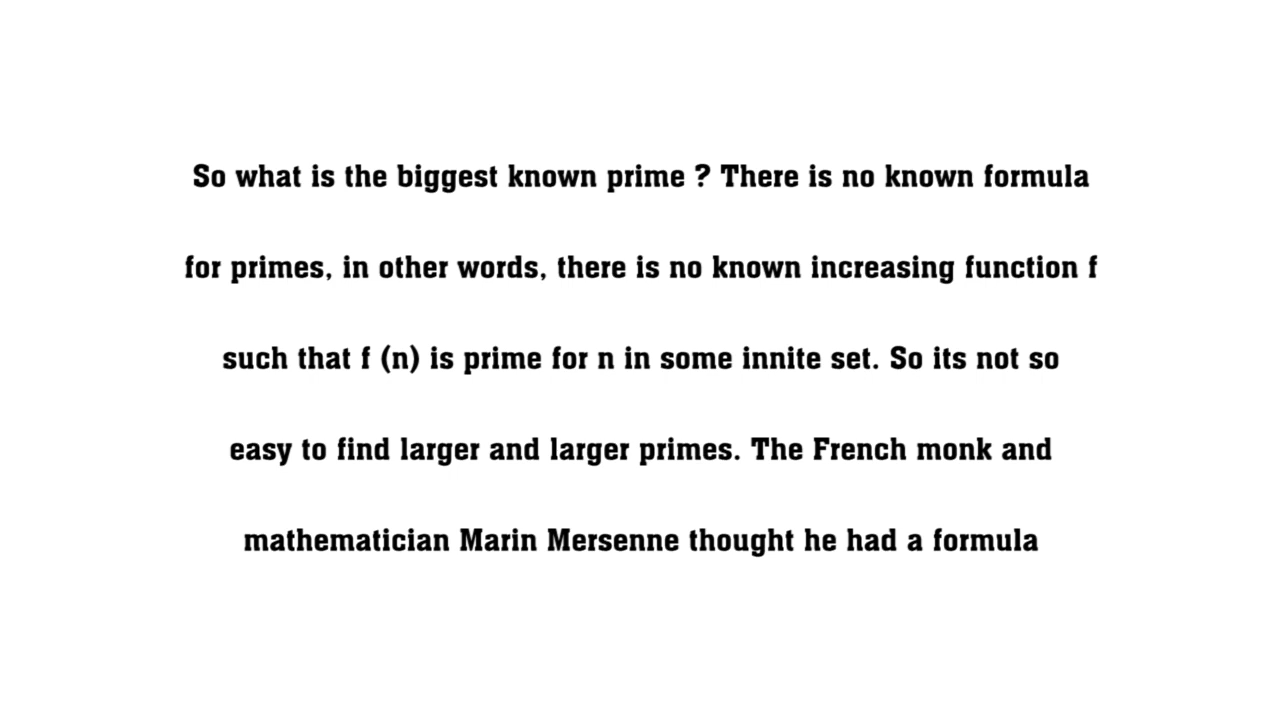 So what is the biggest known prime ? There is no known formula
for primes, in other words, there is no known increasing function f
such that f (n) is prime for n in some innite set. So its not so
easy to find larger and larger primes. The French monk and
mathematician Marin Mersenne thought he had a formula